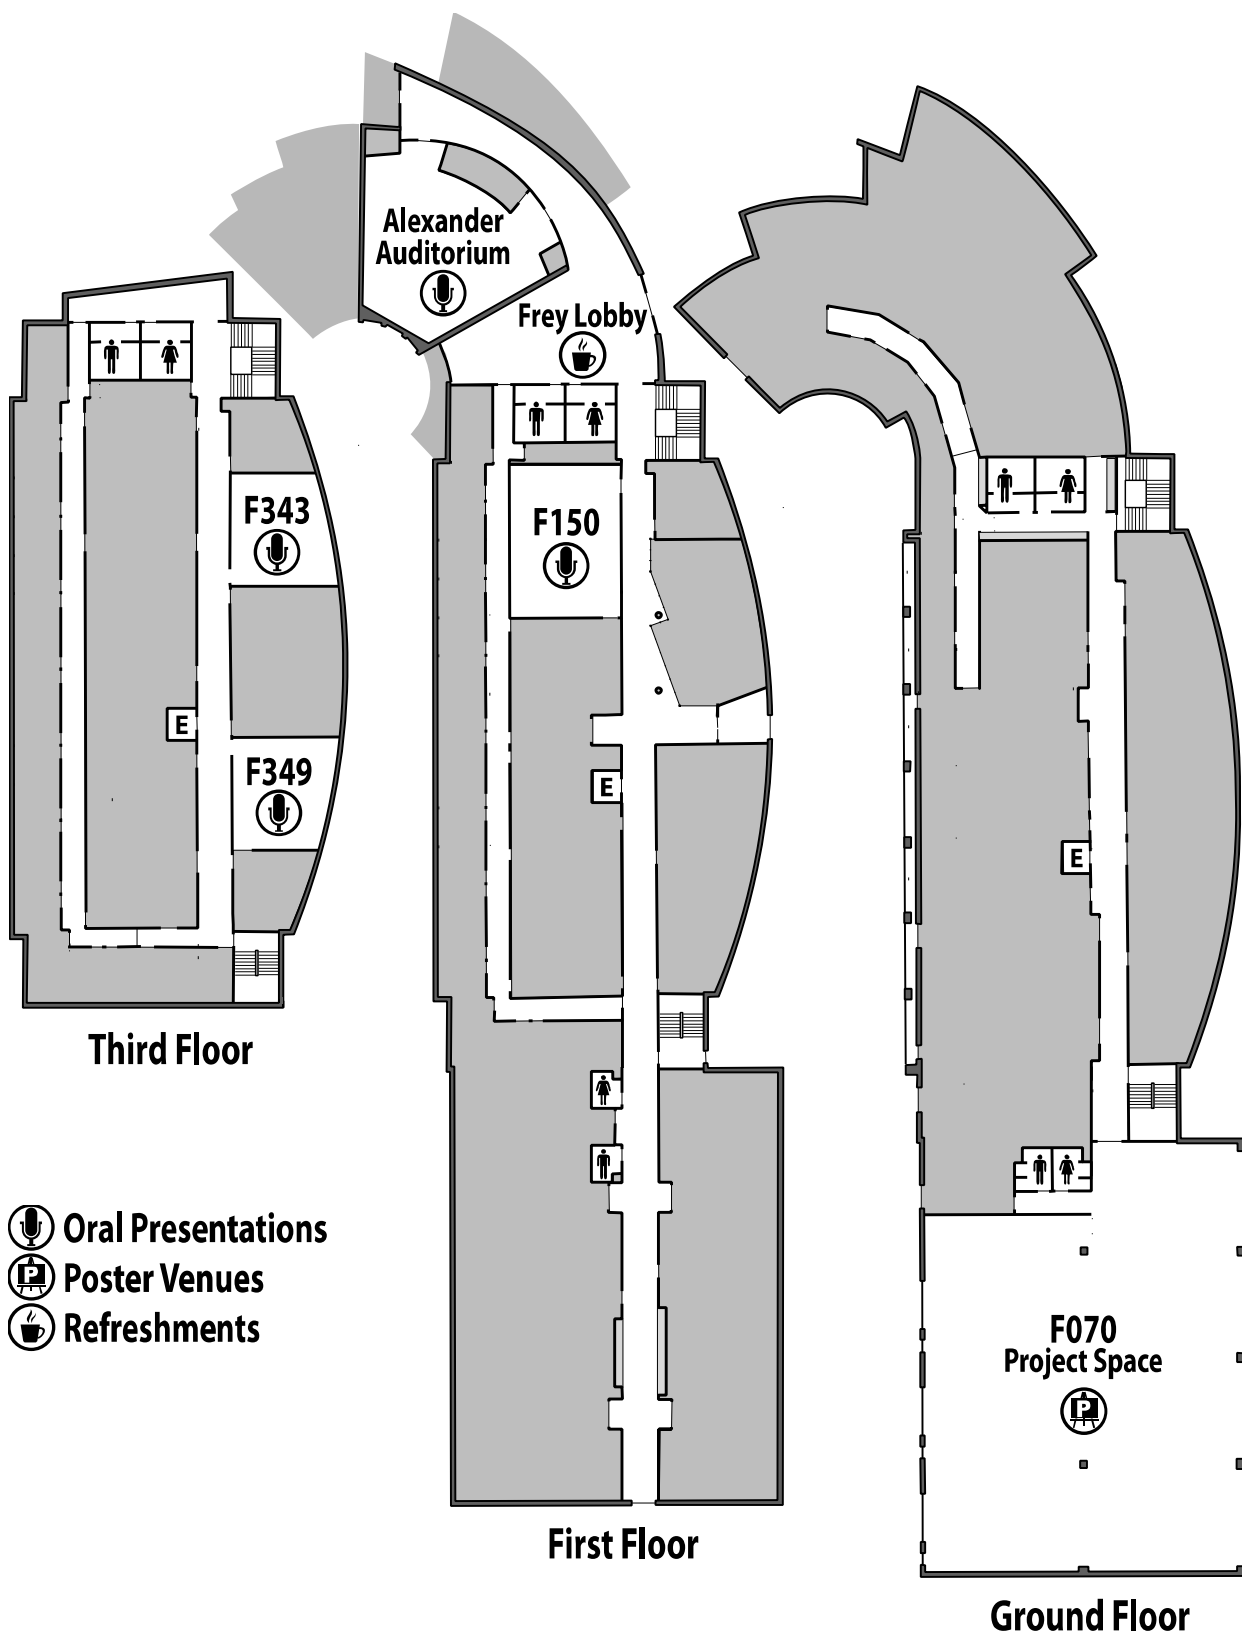 Alexander
Auditorium
Frey Lobby
F343
F150
F349
E
E
E
Third Floor
Oral Presentations
P Poster Venues
Refreshments
F070
Project Space
P
First Floor
Ground Floor